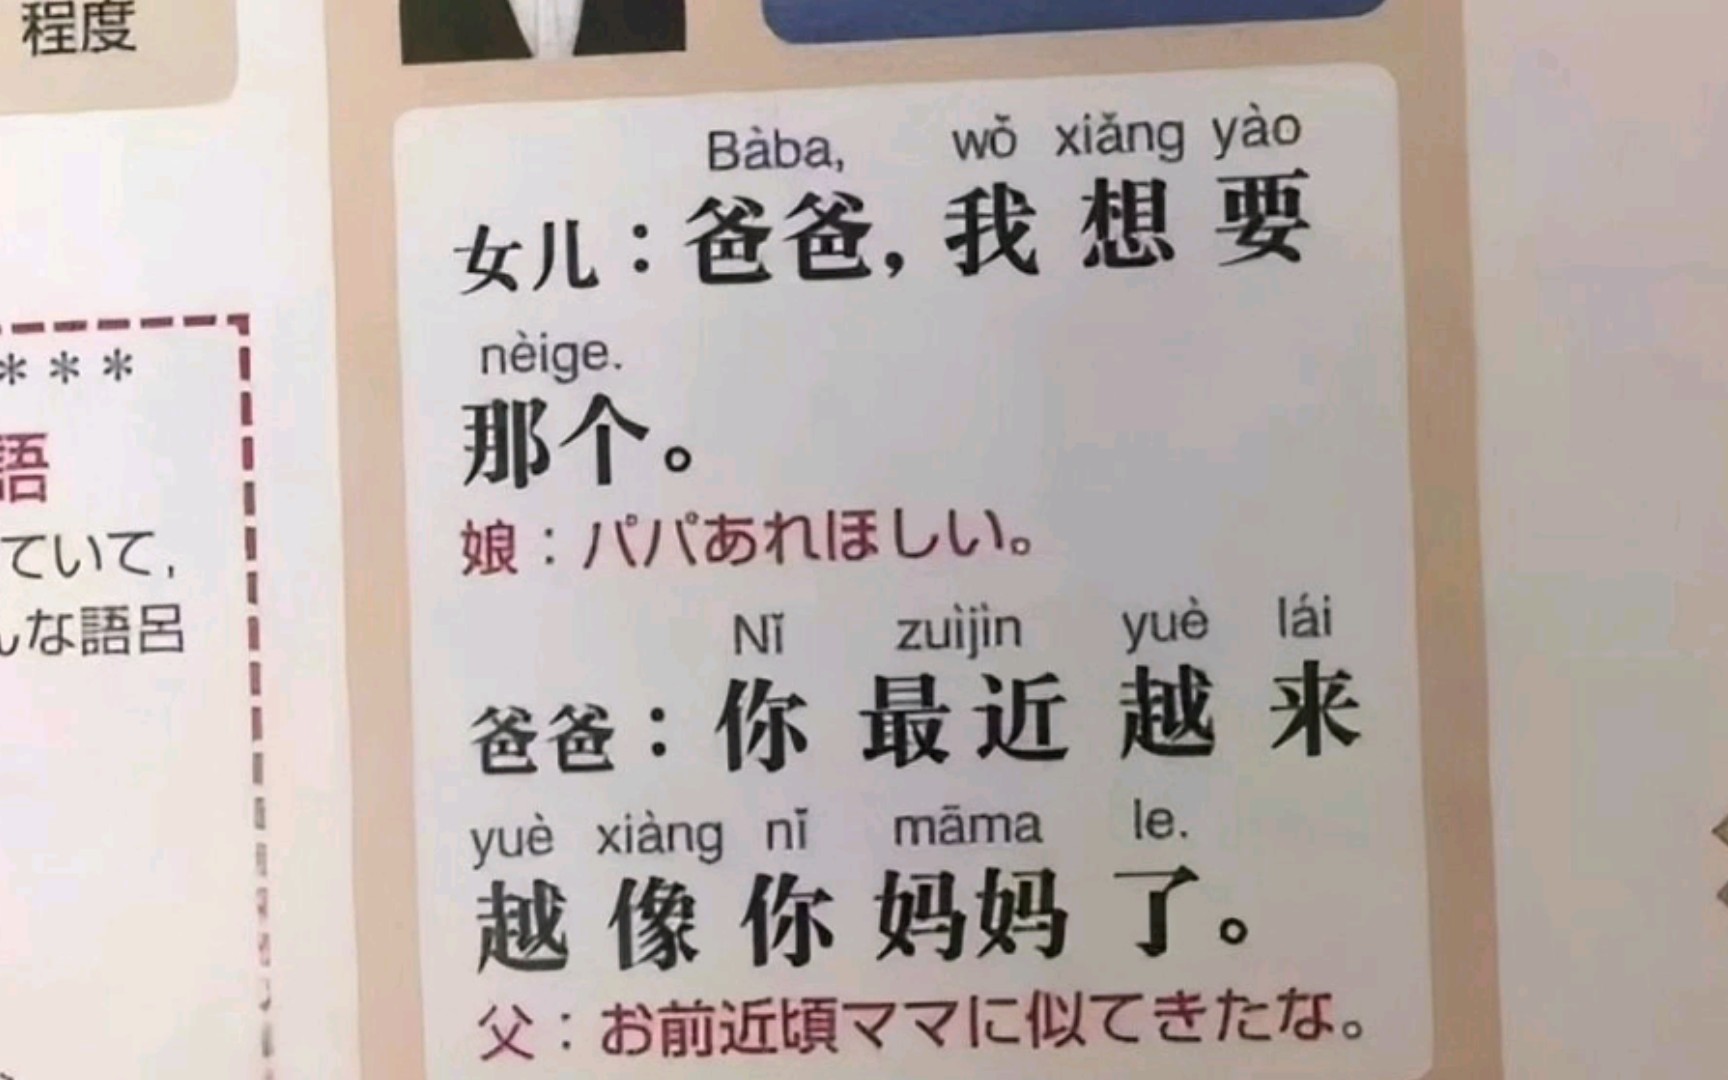 程度
***
語
ていて,
な語呂
Bàba, wǒ xiǎng yào
女儿：爸爸，我想要
nèige.
那个。
娘：パパあれほしい。
Nǐ zuìjìn yuè lái
爸爸：你最近越来
yuè xiàng nǐ māma le.
越像你妈妈了。
父：お前近頃ママに似てきたな。